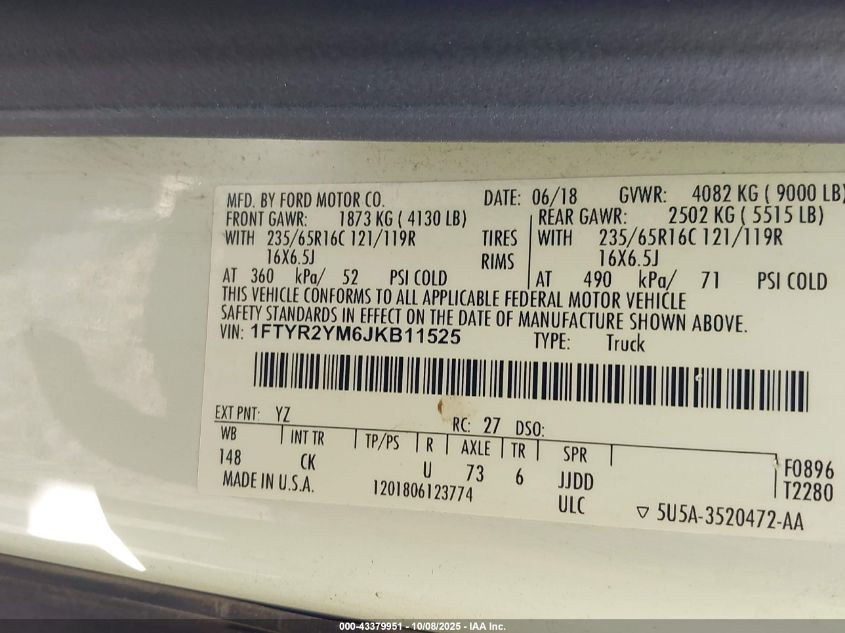 MFD. BY FORD MOTOR CO. DATE: 06/18 GVWR: 4082 KG ( 9000 LB)
FRONT GAWR: 1873 KG ( 4130 LB) REAR GAWR: 2502 KG ( 5515 LB)
WITH 235/65R16C 121/119R TIRES WITH 235/65R16C 121/119R
16X6.5J RIMS 16X6.5J
AT 360 kPa/ 52 PSI COLD AT 490 kPa/ 71 PSI COLD
THIS VEHICLE CONFORMS TO ALL APPLICABLE FEDERAL MOTOR VEHICLE
SAFETY STANDARDS IN EFFECT ON THE DATE OF MANUFACTURE SHOWN ABOVE.
VIN: 1FTYR2YM6JKB11525 TYPE: Truck
EXT PNT: YZ RC: 27 DSO:
WB INT TR TP/PS R AXLE TR SPR
148 CK U 73 6 JJDD F0896
MADE IN U.S.A. 1201806123774 ULC T2280
▽ 5U5A-3520472-AA
000-43379951 - 10/08/2025 - IAA Inc.